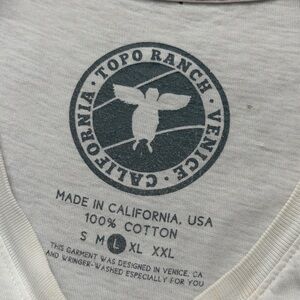 TOPO RANCH · VENICE · CALIFORNIA ·
MADE IN CALIFORNIA, USA
100% COTTON
S M L XL XXL
THIS GARMENT WAS DESIGNED IN VENICE, CA
AND WRINGER-WASHED ESPECIALLY FOR YOU